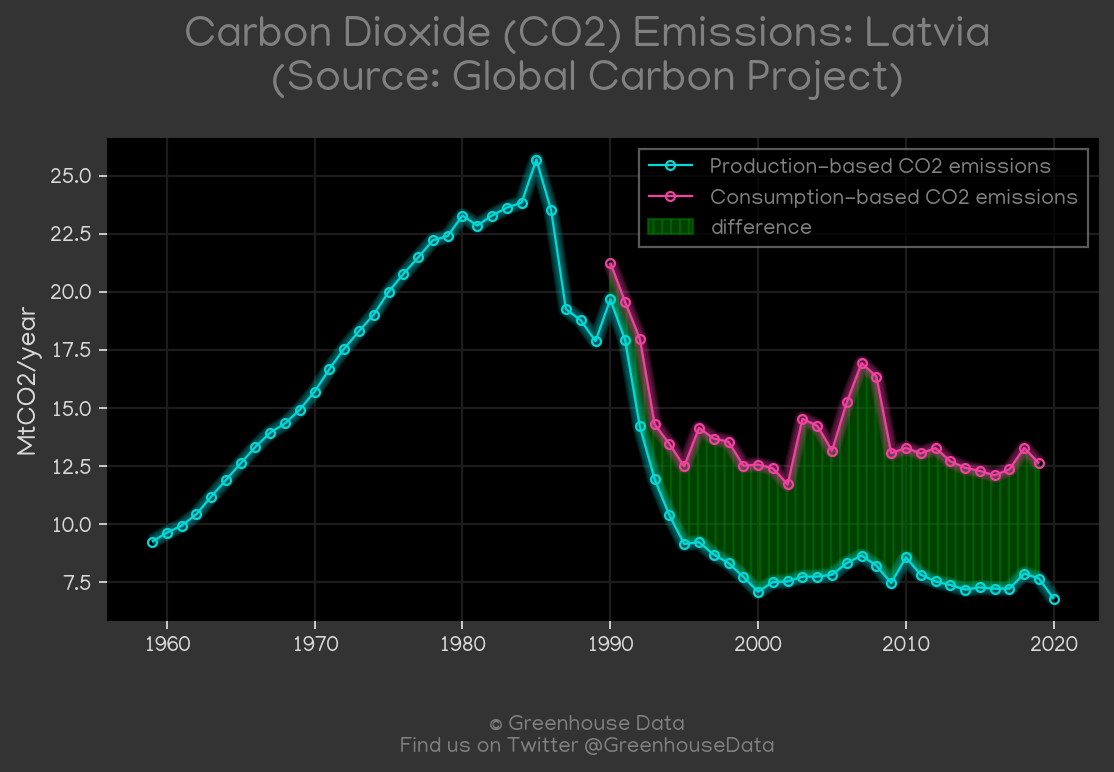 Carbon Dioxide (CO2) Emissions: Latvia
(Source: Global Carbon Project)
Production-based CO2 emissions
Consumption-based CO2 emissions
difference
MtCO2/year
25.0
22.5
20.0
17.5
15.0
12.5
10.0
7.5
1960 1970 1980 1990 2000 2010 2020
© Greenhouse Data
Find us on Twitter @GreenhouseData